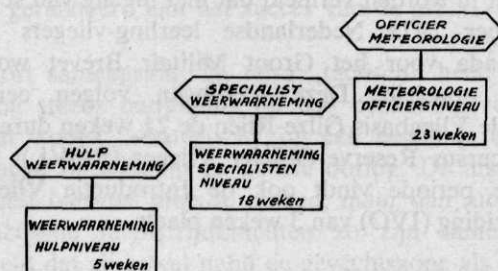 HULP
WEERWAARNEMING
WEERWAARNEMING
HULPNIVEAU
5 weken
SPECIALIST
WEERWAARNEMING
WEERWAARNEMING
SPECIALISTEN
NIVEAU
18 weken
OFFICIER
METEOROLOGIE
METEOROLOGIE
OFFICIERSNIVEAU
23 weken